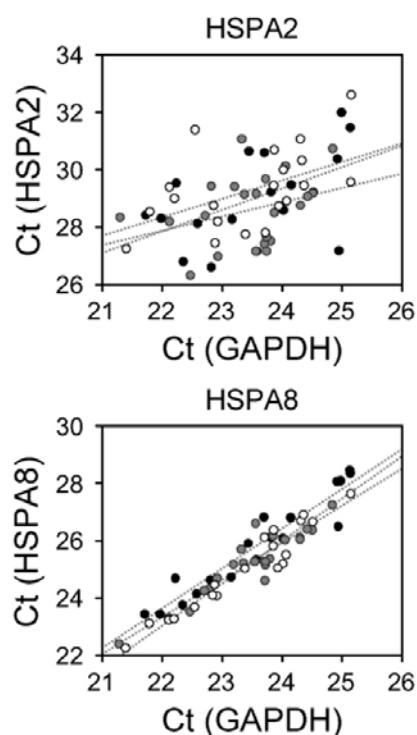 HSPA2
34
32
30
28
26
Ct (HSPA2)
21 22 23 24 25 26
Ct (GAPDH)
HSPA8
30
28
26
24
22
Ct (HSPA8)
21 22 23 24 25 26
Ct (GAPDH)